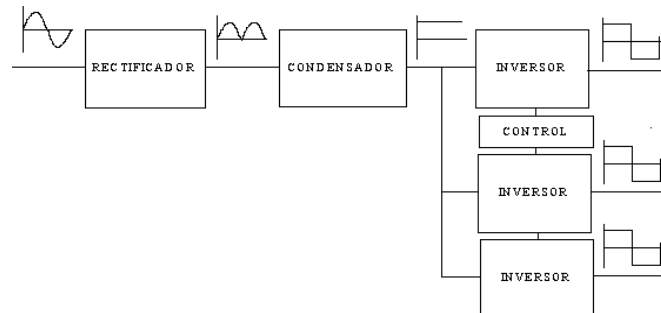 RECTIFICADOR
CONDENSADOR
INVERSOR
CONTROL
INVERSOR
INVERSOR